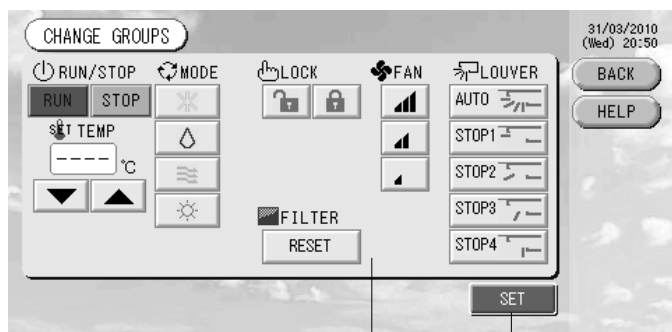 CHANGE GROUPS
31/03/2010
(Wed) 20:50
BACK
HELP
RUN/STOP
RUN STOP
SET TEMP
---- °C
MODE
LOCK
FILTER
RESET
FAN
LOUVER
AUTO
STOP1
STOP2
STOP3
STOP4
SET